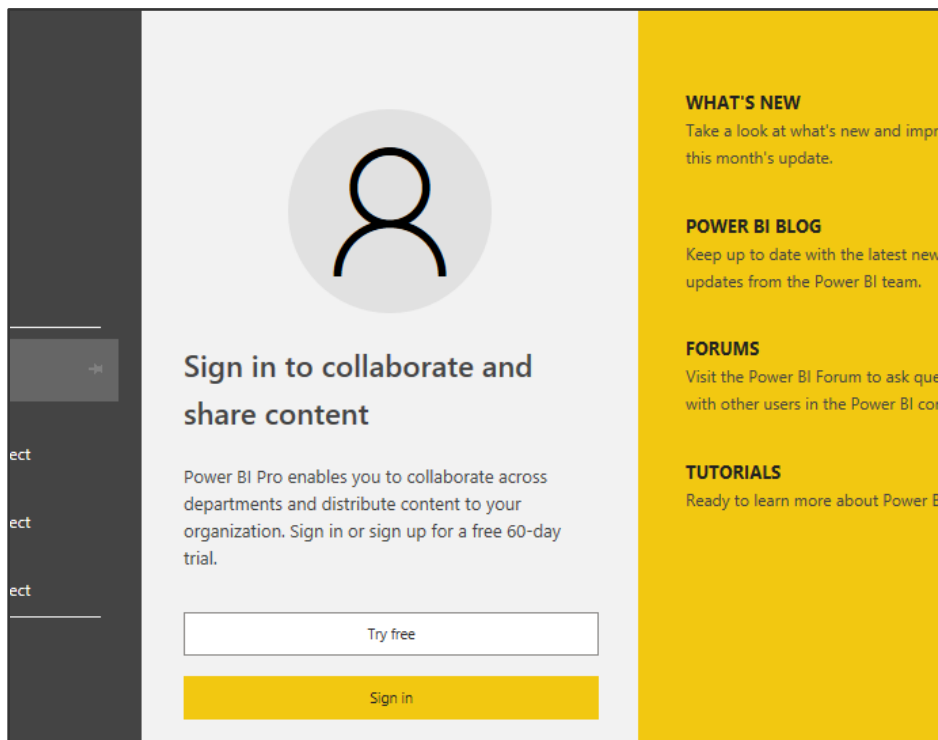 ect
ect
ect
Sign in to collaborate and
share content
Power BI Pro enables you to collaborate across
departments and distribute content to your
organization. Sign in or sign up for a free 60-day
trial.
Try free
Sign in
WHAT'S NEW
Take a look at what's new and impr
this month's update.
POWER BI BLOG
Keep up to date with the latest new
updates from the Power BI team.
FORUMS
Visit the Power BI Forum to ask que
with other users in the Power BI cor
TUTORIALS
Ready to learn more about Power B